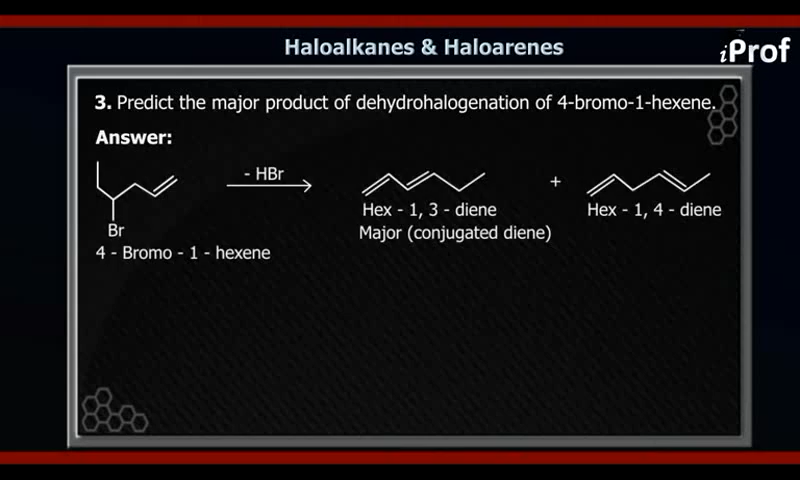 Haloalkanes & Haloarenes
iProf
3. Predict the major product of dehydrohalogenation of 4-bromo-1-hexene.
Answer:
- HBr
+
Br
Hex - 1, 3 - diene
Hex - 1, 4 - diene
Major (conjugated diene)
4 - Bromo - 1 - hexene